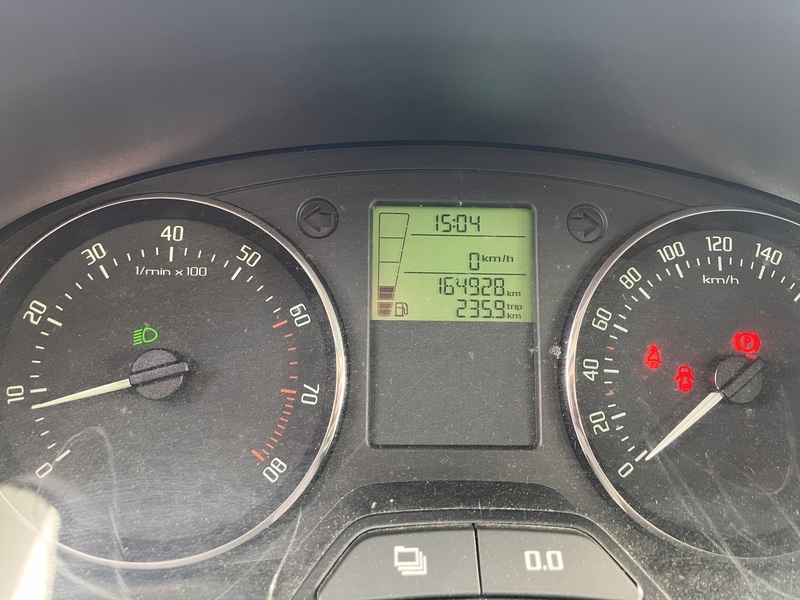 15:04
0 km/h
164928 km
235.9 trip km
0 10 20 30 40 50 60 70 80
1/min x 100
0 20 40 60 80 100 120 140
km/h
P
0.0